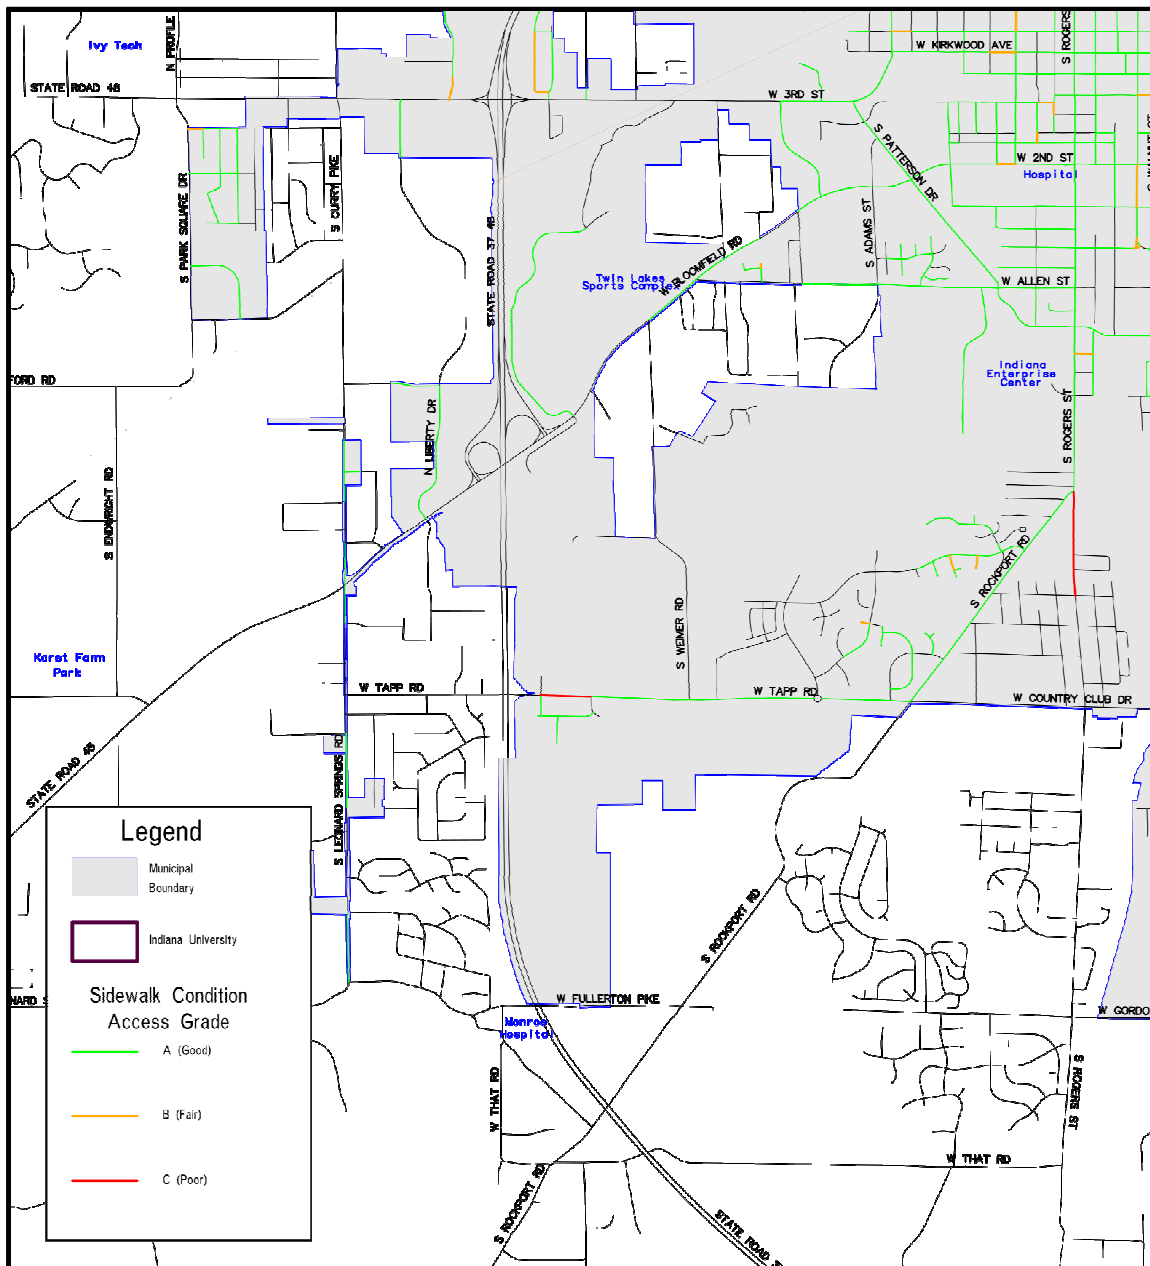 Ivy Tech
N PROFILE
W KIRKWOOD AVE
S ROGERS
STATE ROAD 48
W 3RD ST
S PATTERSON DR
W 2ND ST
Hospital
S CURRY PIKE
S PARK SQUARE DR
STATE ROAD 37 45
S ADAMS ST
W BLOOMFIELD RD
Twin Lakes
Sports Complex
W ALLEN ST
Indiana
Enterprise
Center
FORD RD
N LIBERTY DR
S ROGERS ST
S ENDWRIGHT RD
S ROCKPORT RD
S WEIMER RD
Karst Farm
Park
W TAPP RD
W TAPP RD
W COUNTRY CLUB DR
STATE ROAD 45
S LEONARD SPRINGS RD
Legend
Municipal
Boundary
Indiana University
Sidewalk Condition
Access Grade
A (Good)
B (Fair)
C (Poor)
S ROCKPORT RD
NARD S
W FULLERTON PIKE
W GORDO
Monroe
Hospital
W THAT RD
S ROGERS ST
W THAT RD
S ROCKPORT RD
STATE ROAD